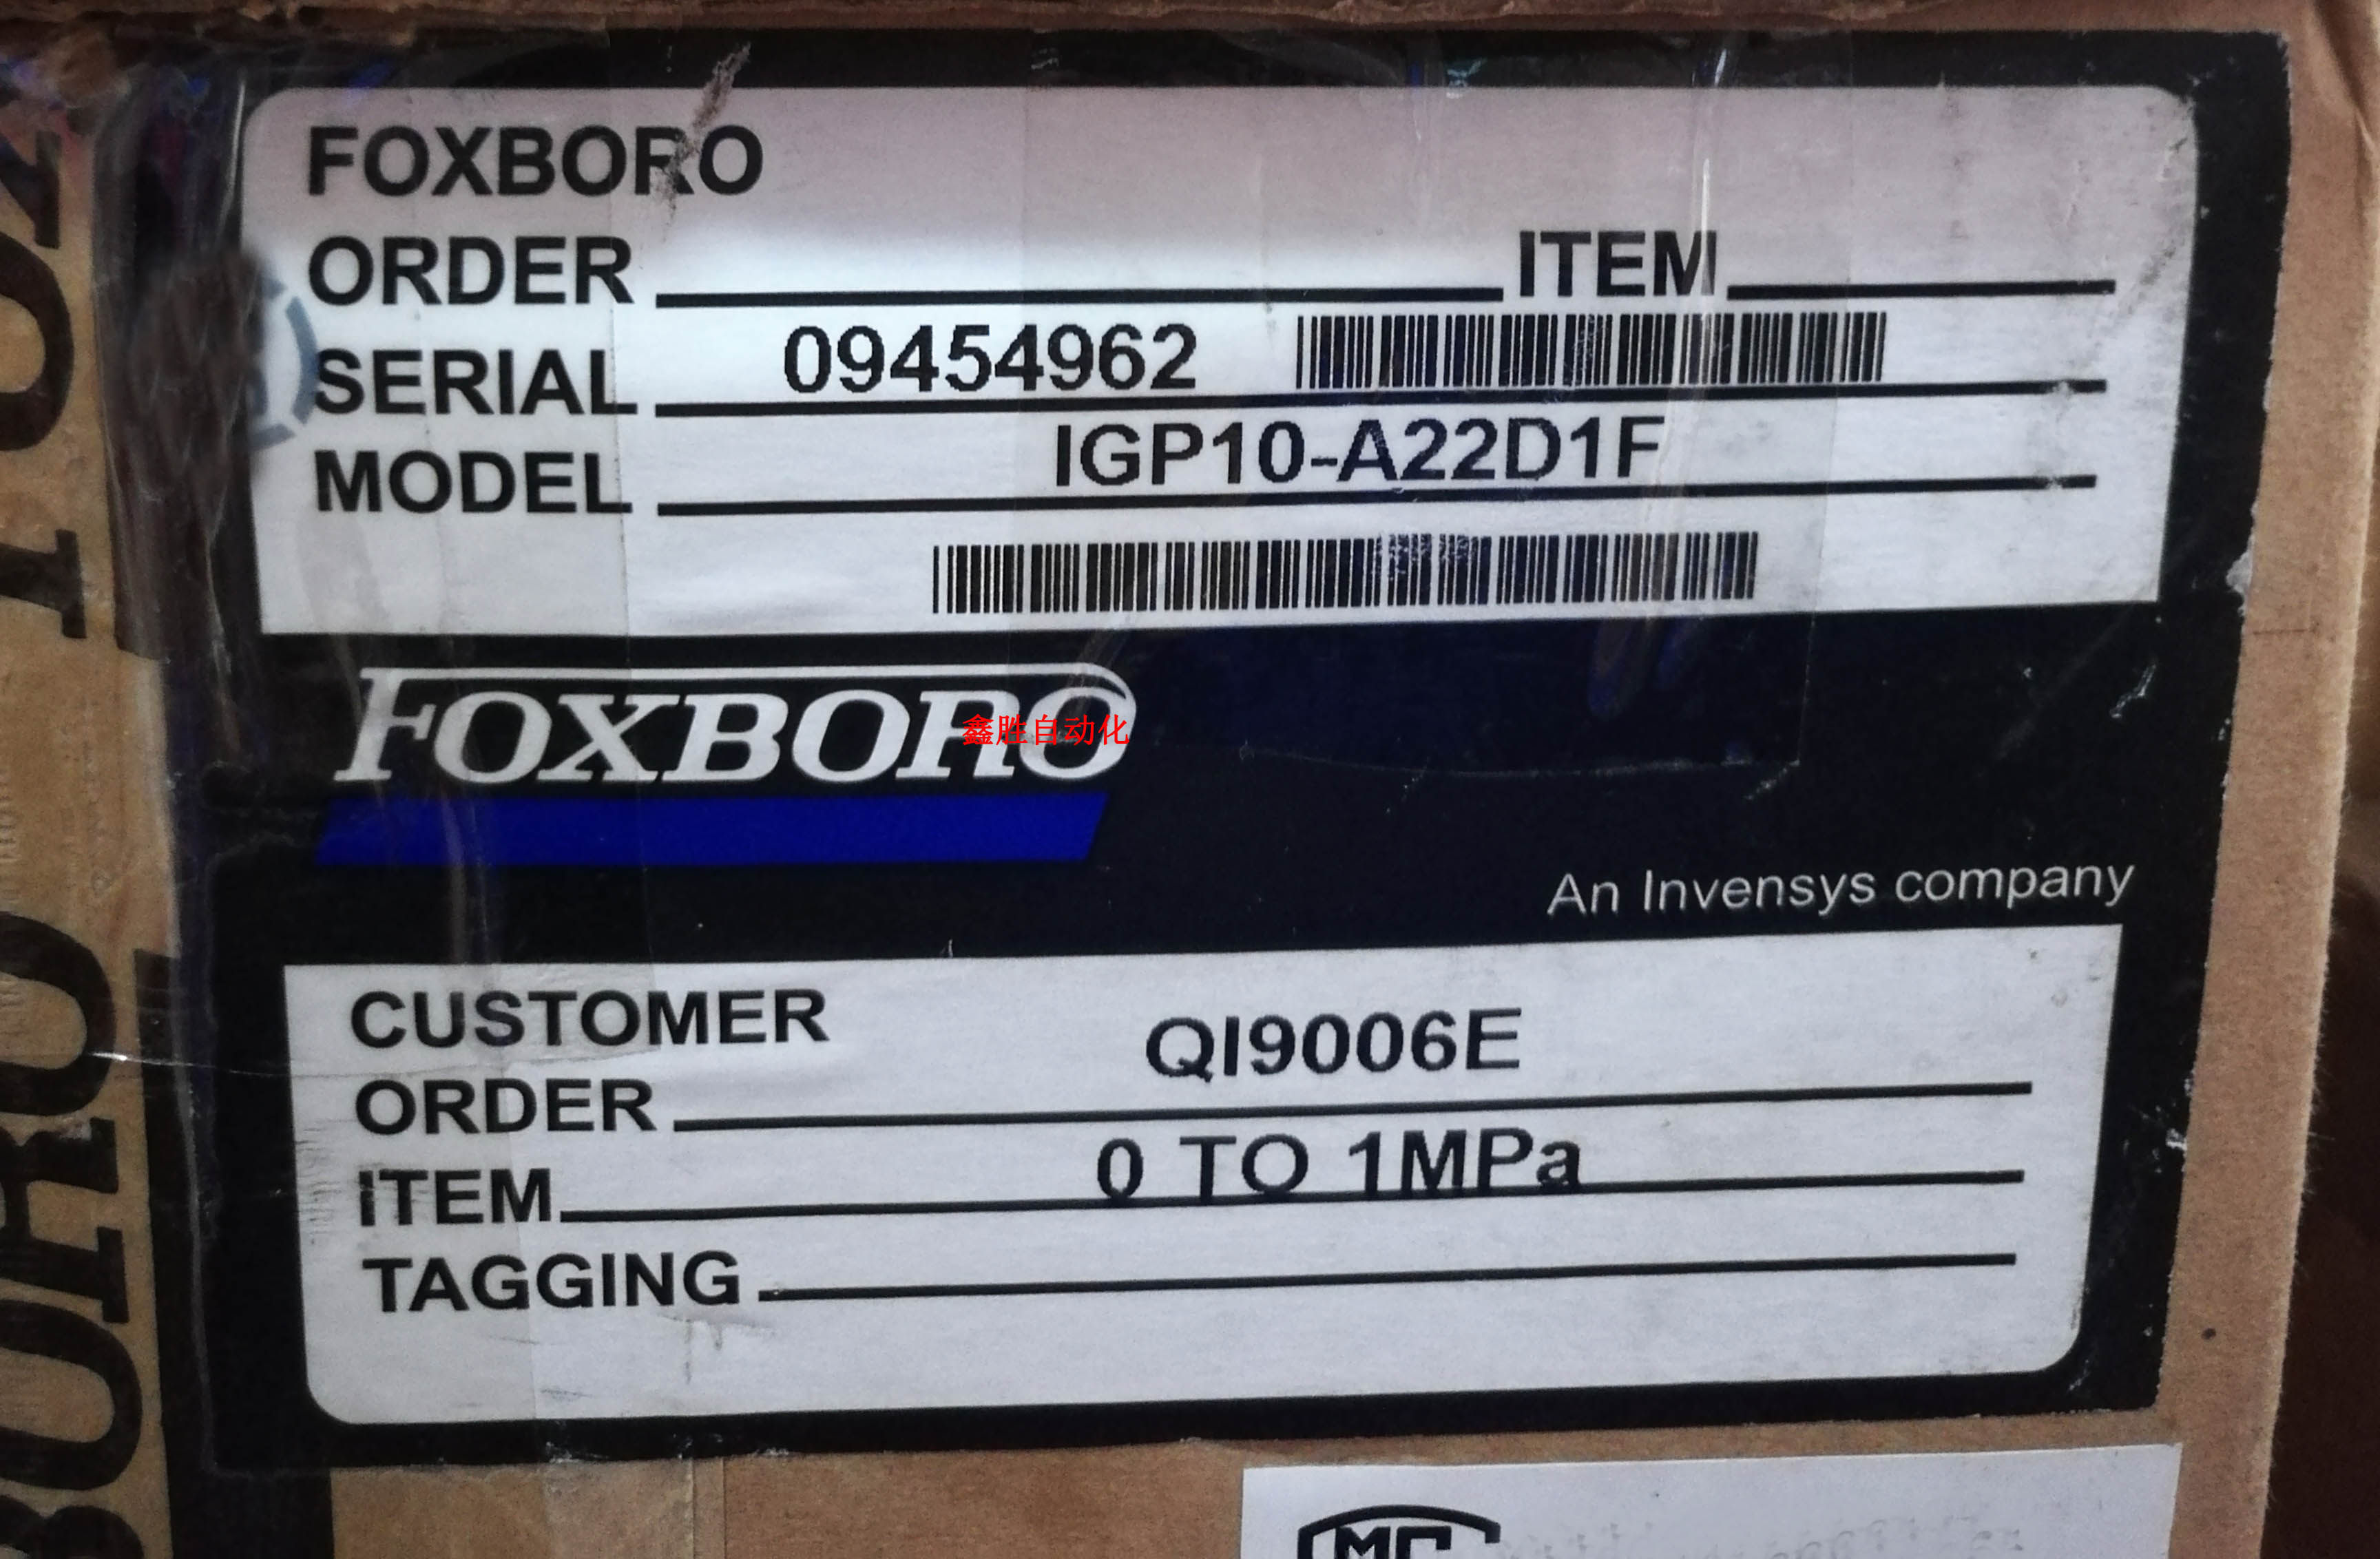 FOXBORO
ORDER ITEM
SERIAL 09454962
MODEL IGP10-A22D1F
FOXBORO
鑫胜自动化
An Invensys company
CUSTOMER
ORDER QI9006E
ITEM 0 TO 1MPa
TAGGING
MC